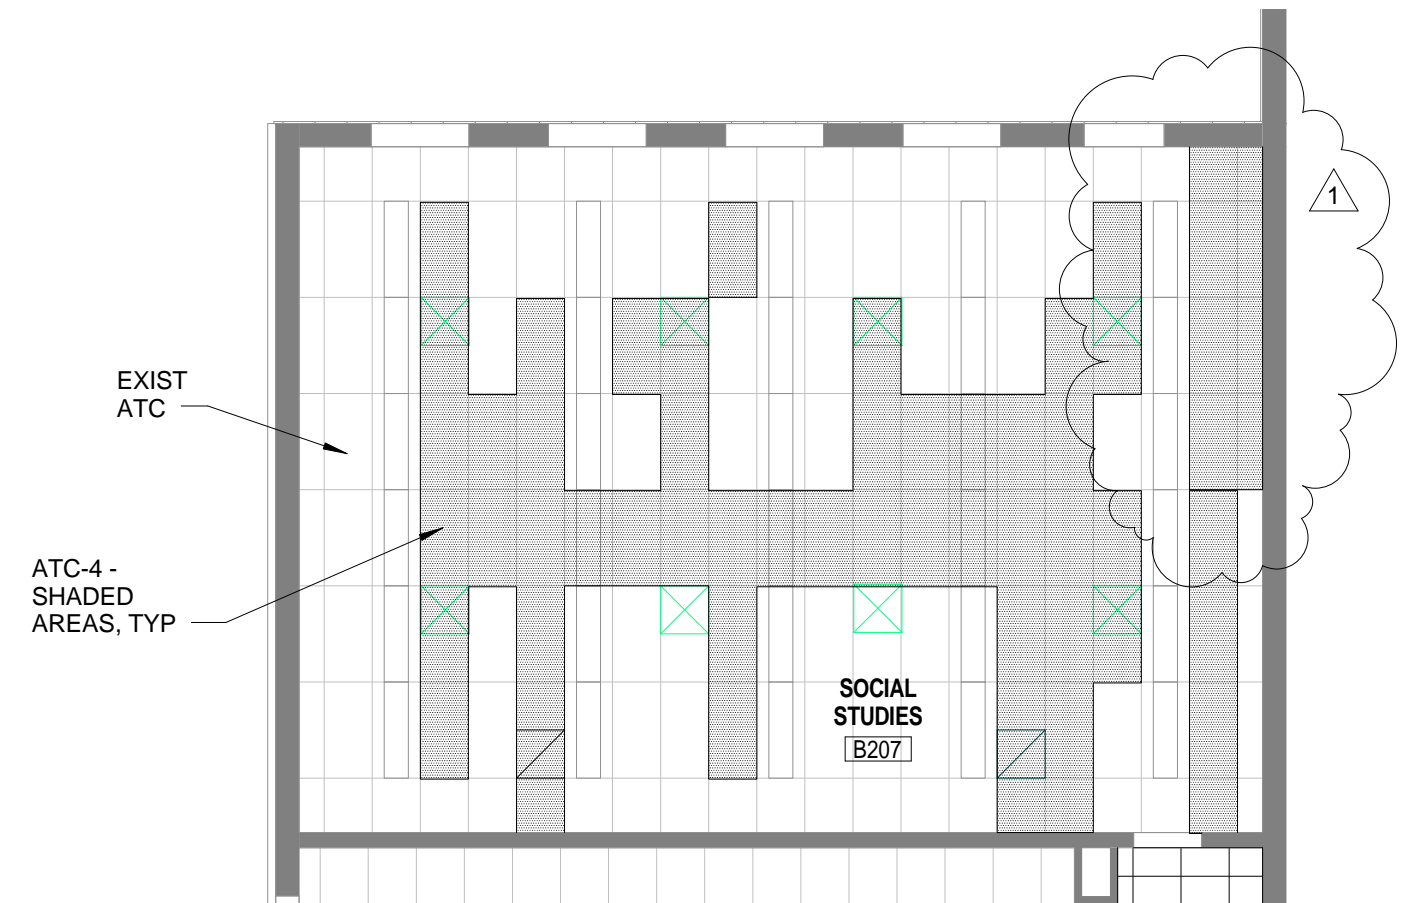 1
EXIST
ATC
ATC-4 -
SHADED
AREAS, TYP
SOCIAL
STUDIES
B207